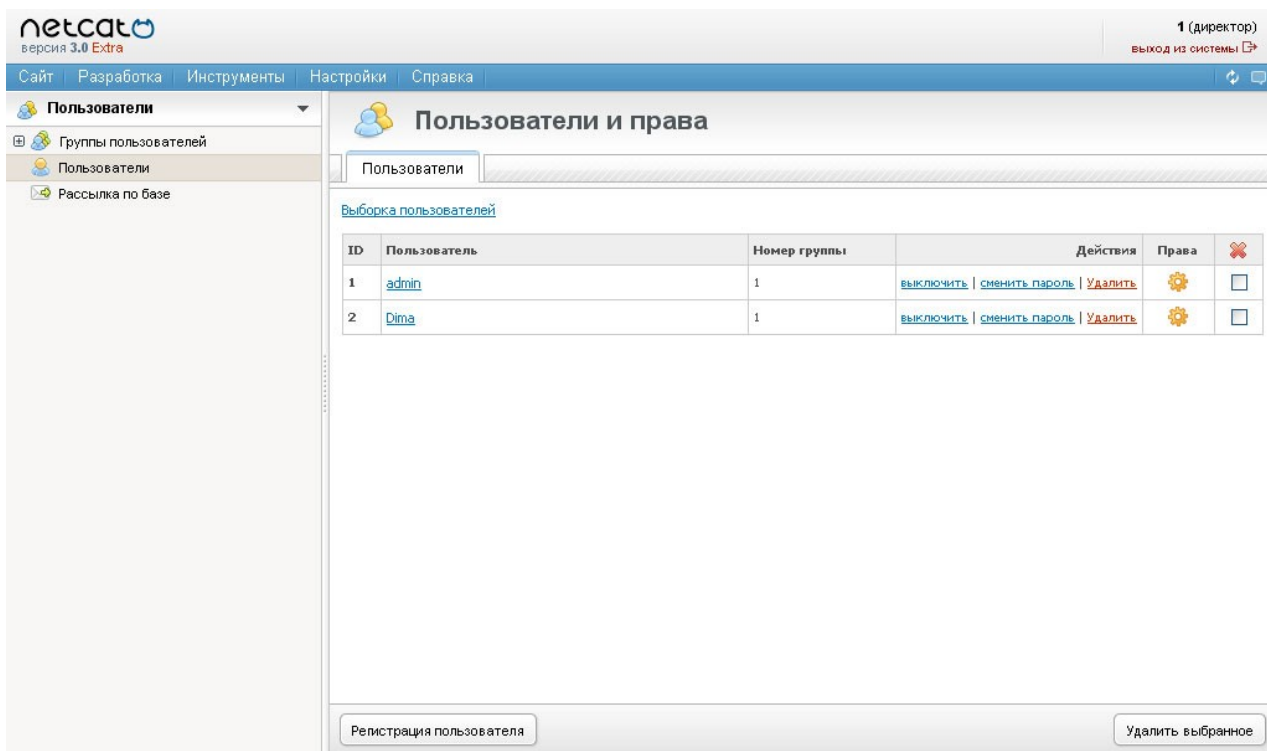 netcat
1 (директор)
версия 3.0 Extra
выход из системы
Сайт Разработка Инструменты Настройки Справка
Пользователи
Группы пользователей
Пользователи
Рассылка по базе
Пользователи и права
Пользователи
Выборка пользователей
ID Пользователь Номер группы Действия Права
1 admin 1 выключить | сменить пароль | Удалить
2 Dima 1 выключить | сменить пароль | Удалить
Регистрация пользователя Удалить выбранное